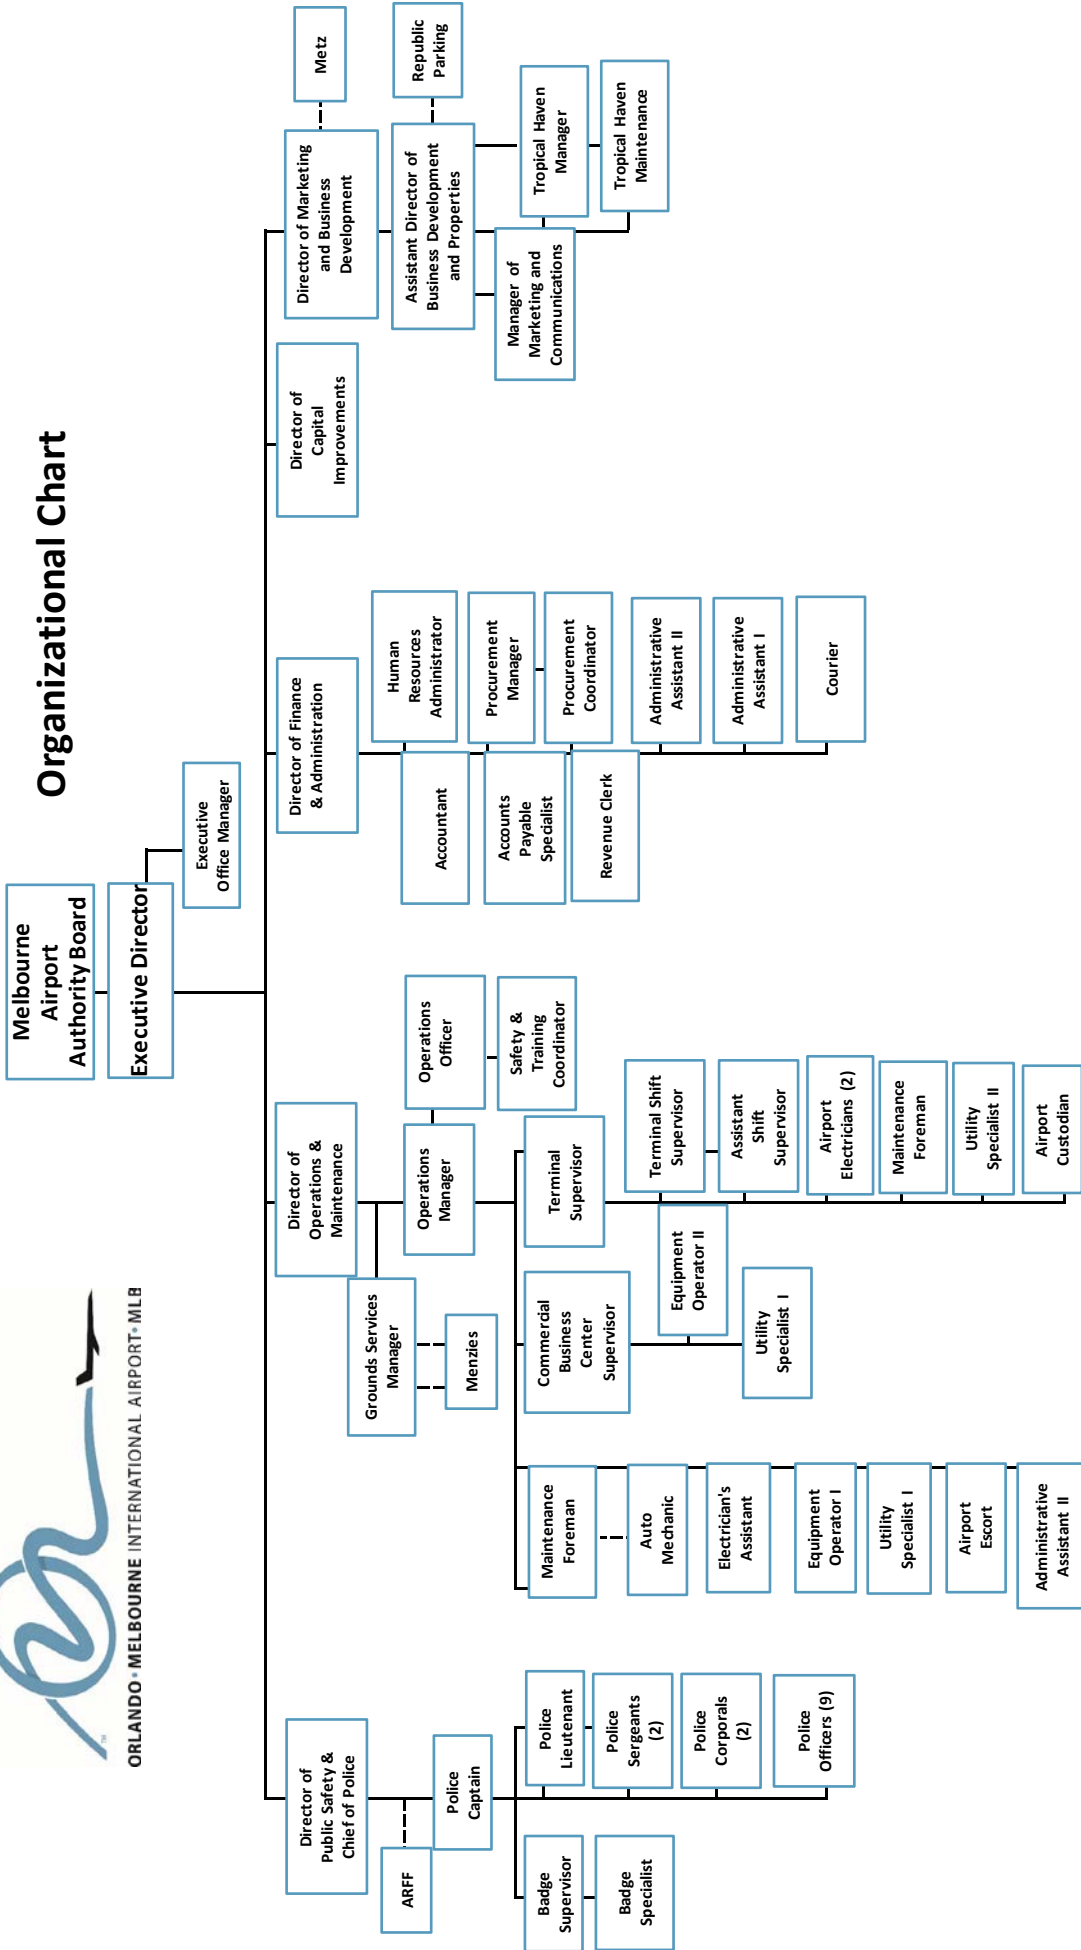 Organizational Chart
™
ORLANDO • MELBOURNE INTERNATIONAL AIRPORT • MLB
Melbourne
Airport
Authority Board
Executive Director
Executive
Office Manager
Director of
Public Safety &
Chief of Police
ARFF
Police
Captain
Badge
Supervisor
Badge
Specialist
Police
Lieutenant
Police
Sergeants
(2)
Police
Corporals
(2)
Police
Officers (9)
Director of
Operations &
Maintenance
Grounds Services
Manager
Menzies
Operations
Manager
Operations
Officer
Safety &
Training
Coordinator
Maintenance
Foreman
Auto
Mechanic
Electrician's
Assistant
Equipment
Operator I
Utility
Specialist I
Airport
Escort
Administrative
Assistant II
Commercial
Business
Center
Supervisor
Equipment
Operator II
Utility
Specialist I
Terminal
Supervisor
Terminal Shift
Supervisor
Assistant
Shift
Supervisor
Airport
Electricians (2)
Maintenance
Foreman
Utility
Specialist II
Airport
Custodian
Director of Finance
& Administration
Accountant
Accounts
Payable
Specialist
Revenue Clerk
Human
Resources
Administrator
Procurement
Manager
Procurement
Coordinator
Administrative
Assistant II
Administrative
Assistant I
Courier
Director of
Capital
Improvements
Director of Marketing
and Business
Development
Metz
Assistant Director of
Business Development
and Properties
Republic
Parking
Manager of
Marketing and
Communications
Tropical Haven
Manager
Tropical Haven
Maintenance